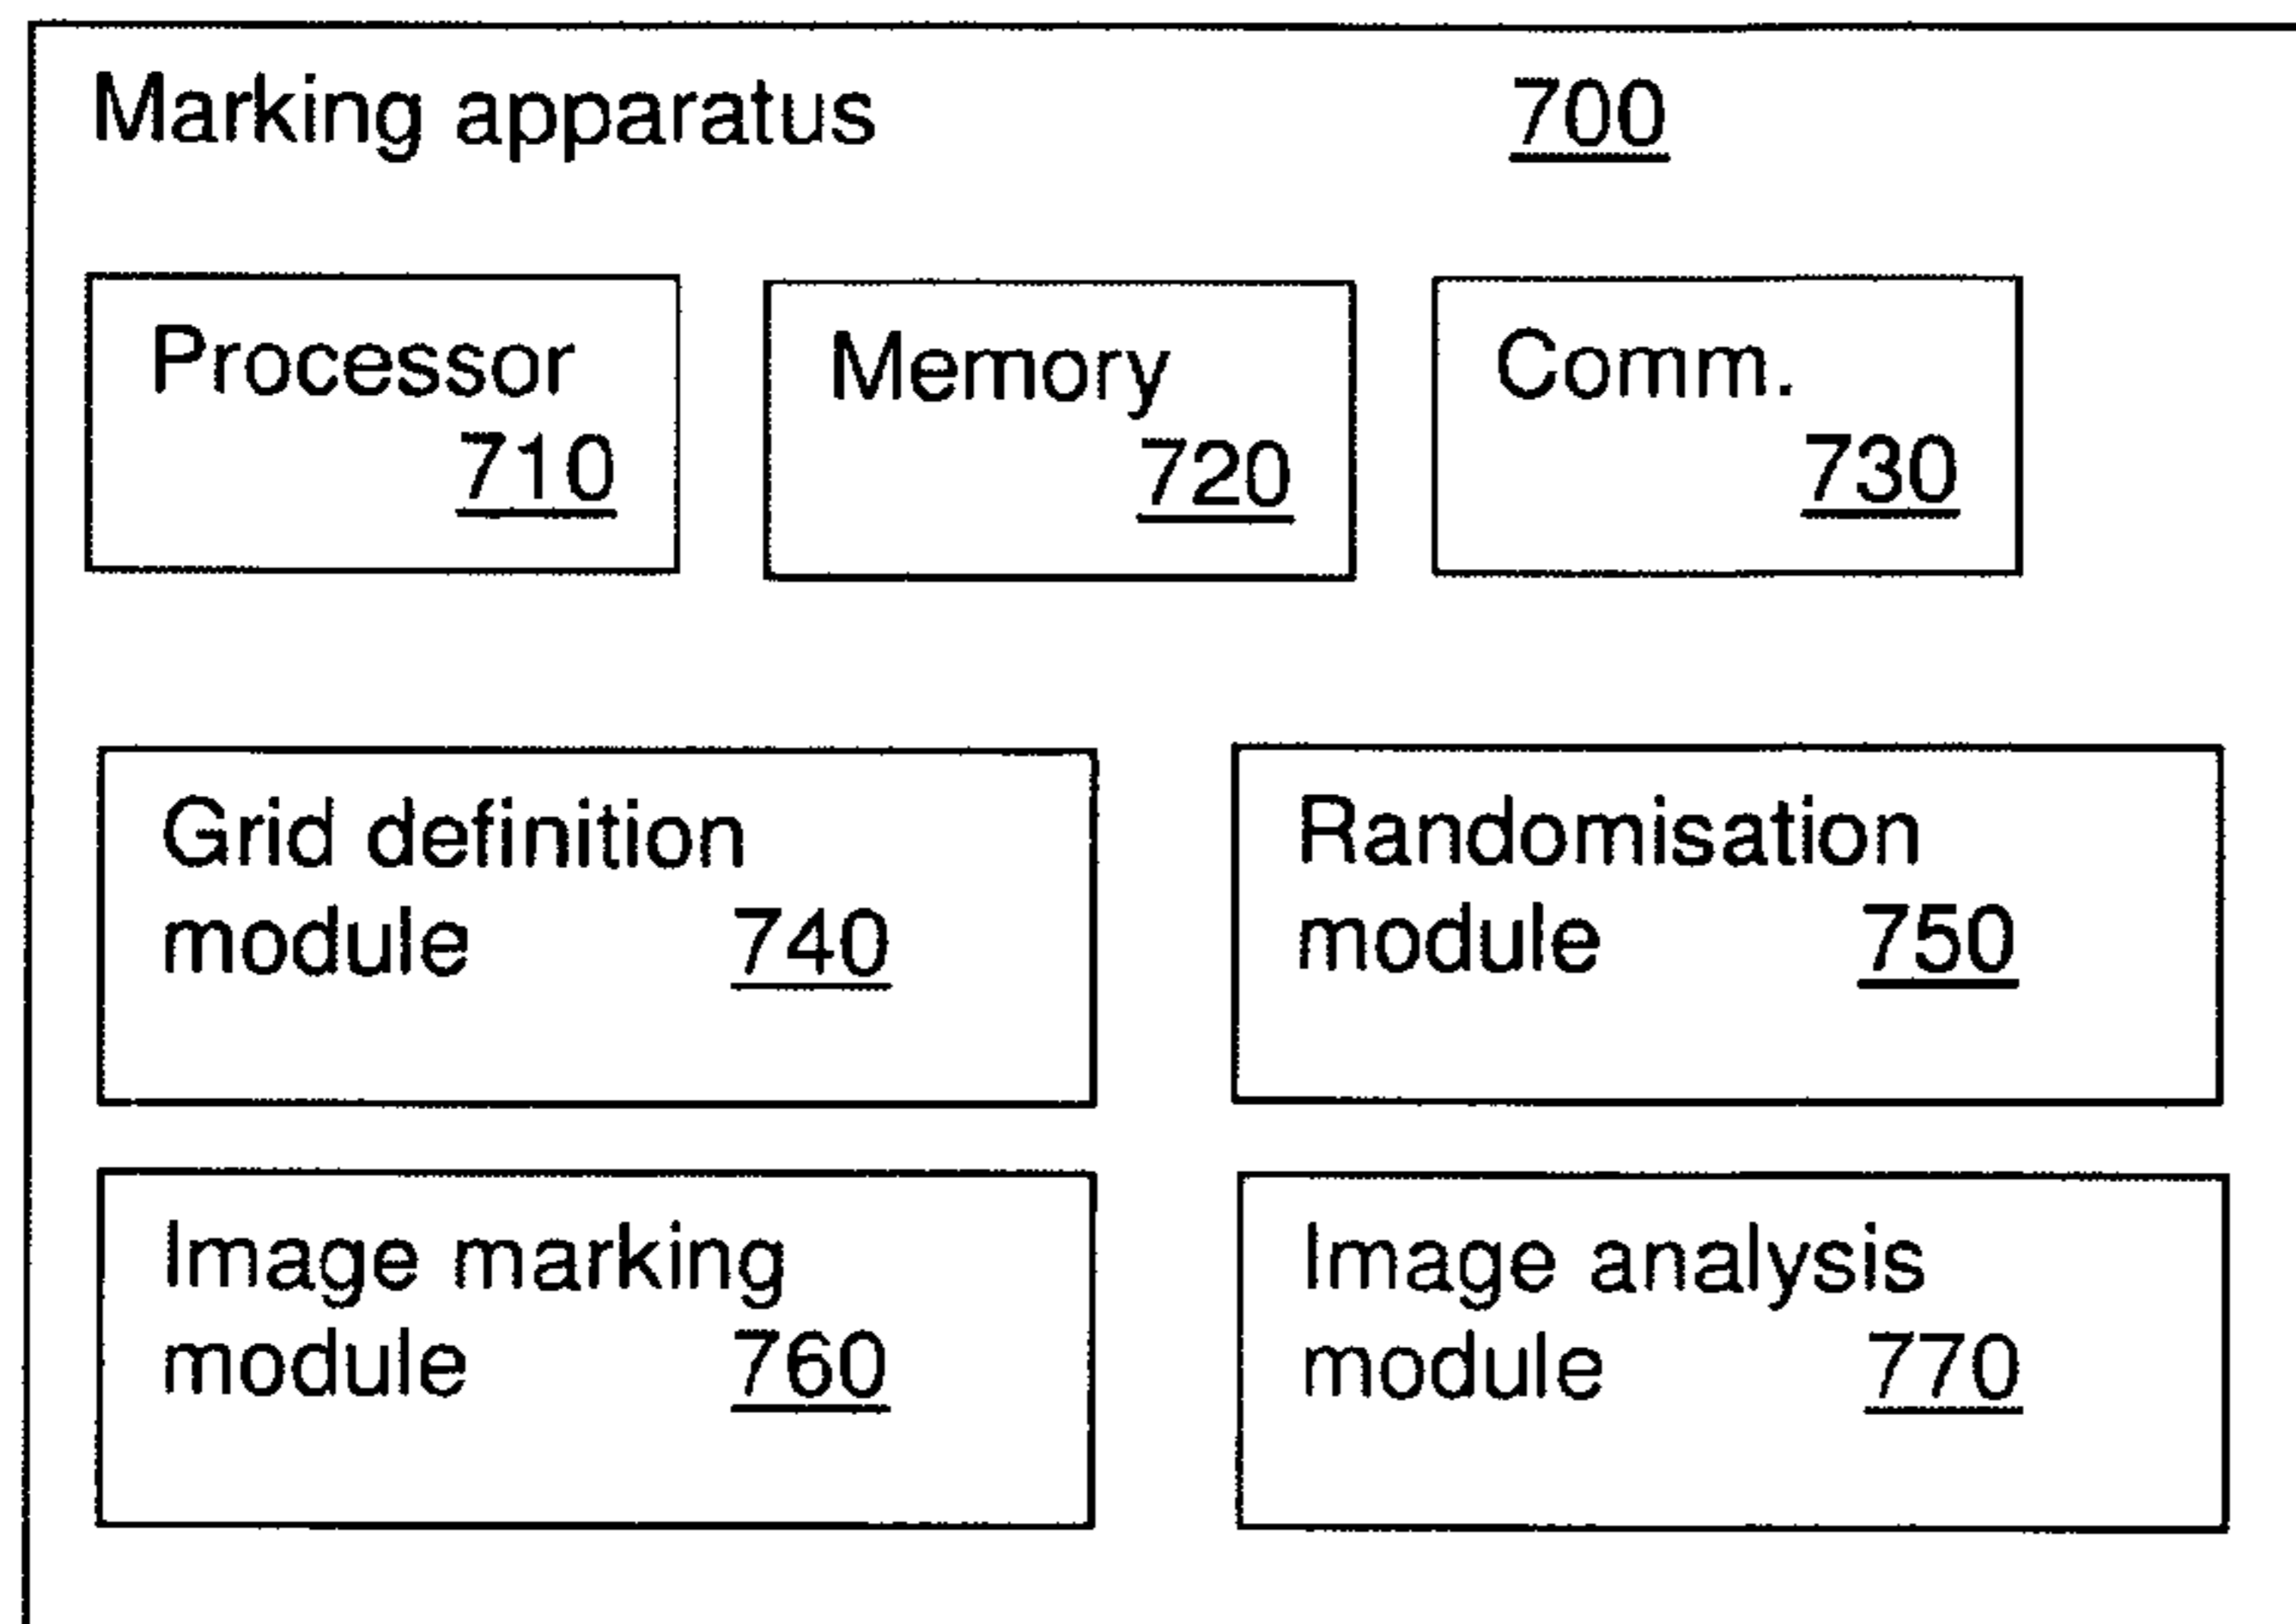 Marking apparatus 700
Processor
710
Memory
720
Comm.
730
Grid definition
module 740
Randomisation
module 750
Image marking
module 760
Image analysis
module 770